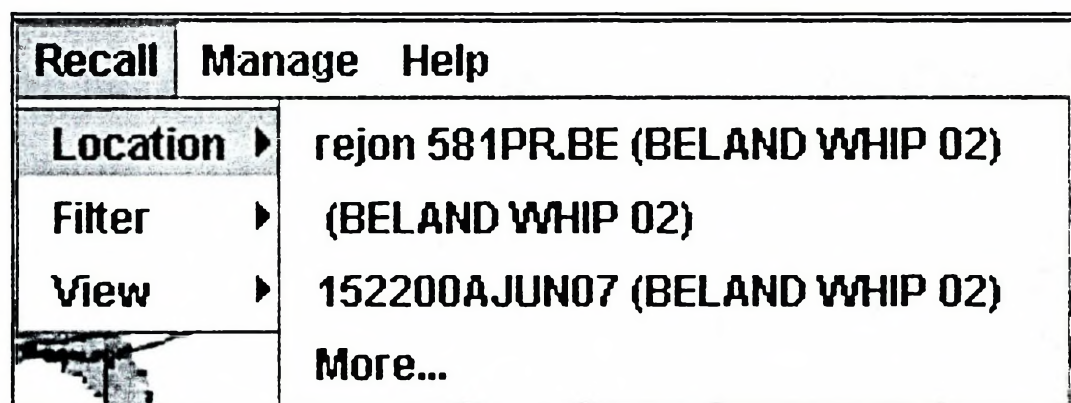 Recall Manage Help
Location rejon 581PR.BE (BELAND WHIP 02)
Filter (BELAND WHIP 02)
View 152200AJUN07 (BELAND WHIP 02)
More...